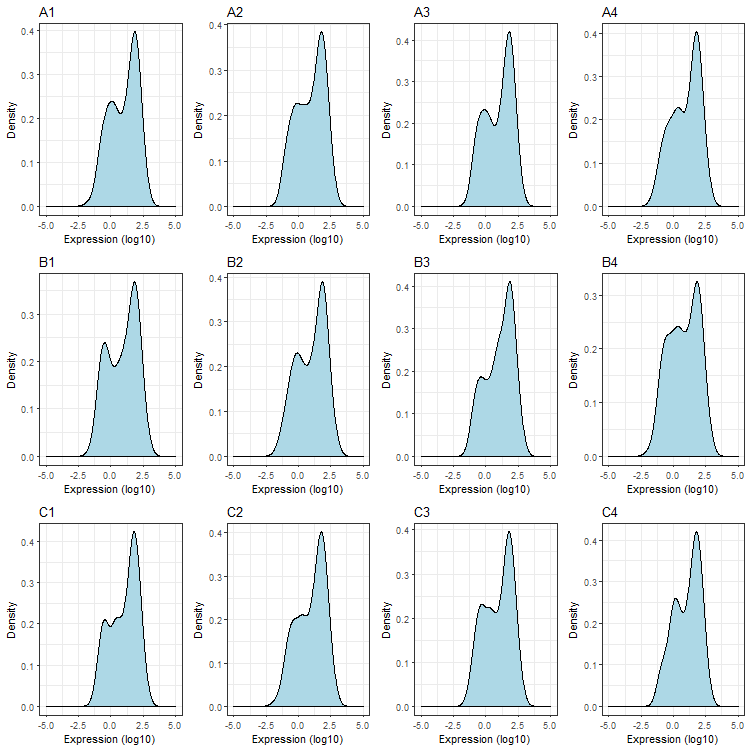 A1 A2 A3 A4
0.4 0.4 0.4 0.4
0.3 0.3 0.3 0.3
Density Density Density Density
0.2 0.2 0.2 0.2
0.1 0.1 0.1 0.1
0.0 0.0 0.0 0.0
-5.0 -2.5 0.0 2.5 5.0 -5.0 -2.5 0.0 2.5 5.0 -5.0 -2.5 0.0 2.5 5.0 -5.0 -2.5 0.0 2.5 5.0
Expression (log10) Expression (log10) Expression (log10) Expression (log10)
B1 B2 B3 B4
0.3 0.4 0.4 0.3
0.2 0.3 0.3 0.2
Density Density Density Density
0.1 0.2 0.2 0.1
0.0 0.1 0.1 0.0
0.0 0.0
-5.0 -2.5 0.0 2.5 5.0 -5.0 -2.5 0.0 2.5 5.0 -5.0 -2.5 0.0 2.5 5.0 -5.0 -2.5 0.0 2.5 5.0
Expression (log10) Expression (log10) Expression (log10) Expression (log10)
C1 C2 C3 C4
0.4 0.4 0.4 0.4
0.3 0.3 0.3 0.3
Density Density Density Density
0.2 0.2 0.2 0.2
0.1 0.1 0.1 0.1
0.0 0.0 0.0 0.0
-5.0 -2.5 0.0 2.5 5.0 -5.0 -2.5 0.0 2.5 5.0 -5.0 -2.5 0.0 2.5 5.0 -5.0 -2.5 0.0 2.5 5.0
Expression (log10) Expression (log10) Expression (log10) Expression (log10)